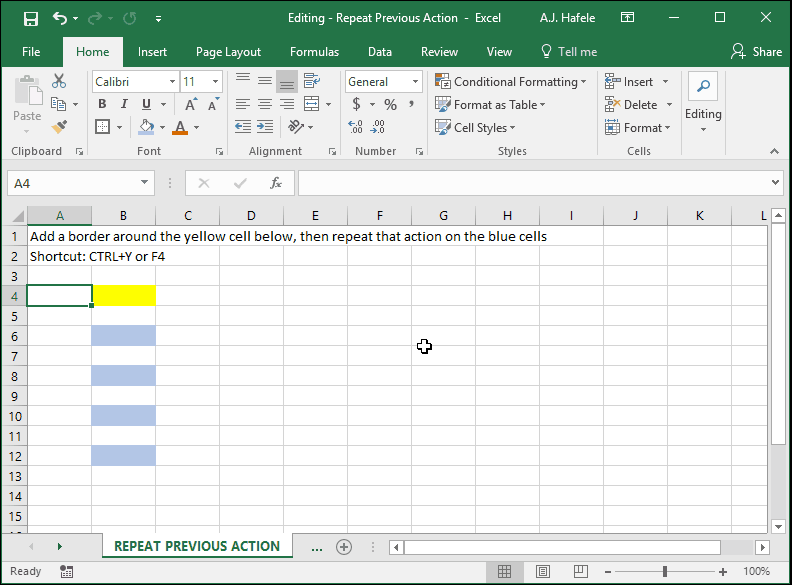 Editing - Repeat Previous Action - Excel
A.J. Hafele
File Home Insert Page Layout Formulas Data Review View Tell me Share
Paste
Clipboard
Calibri 11
B I U A A
A
Font
Alignment
General
$ % ,
.00 .00
Number
Conditional Formatting
Format as Table
Cell Styles
Styles
Insert
Delete
Format
Cells
Editing
A4 fx
A B C D E F G H I J K L
1 Add a border around the yellow cell below, then repeat that action on the blue cells
2 Shortcut: CTRL+Y or F4
3
4
5
6
7
8
9
10
11
12
13
14
15
REPEAT PREVIOUS ACTION ...
Ready 100%